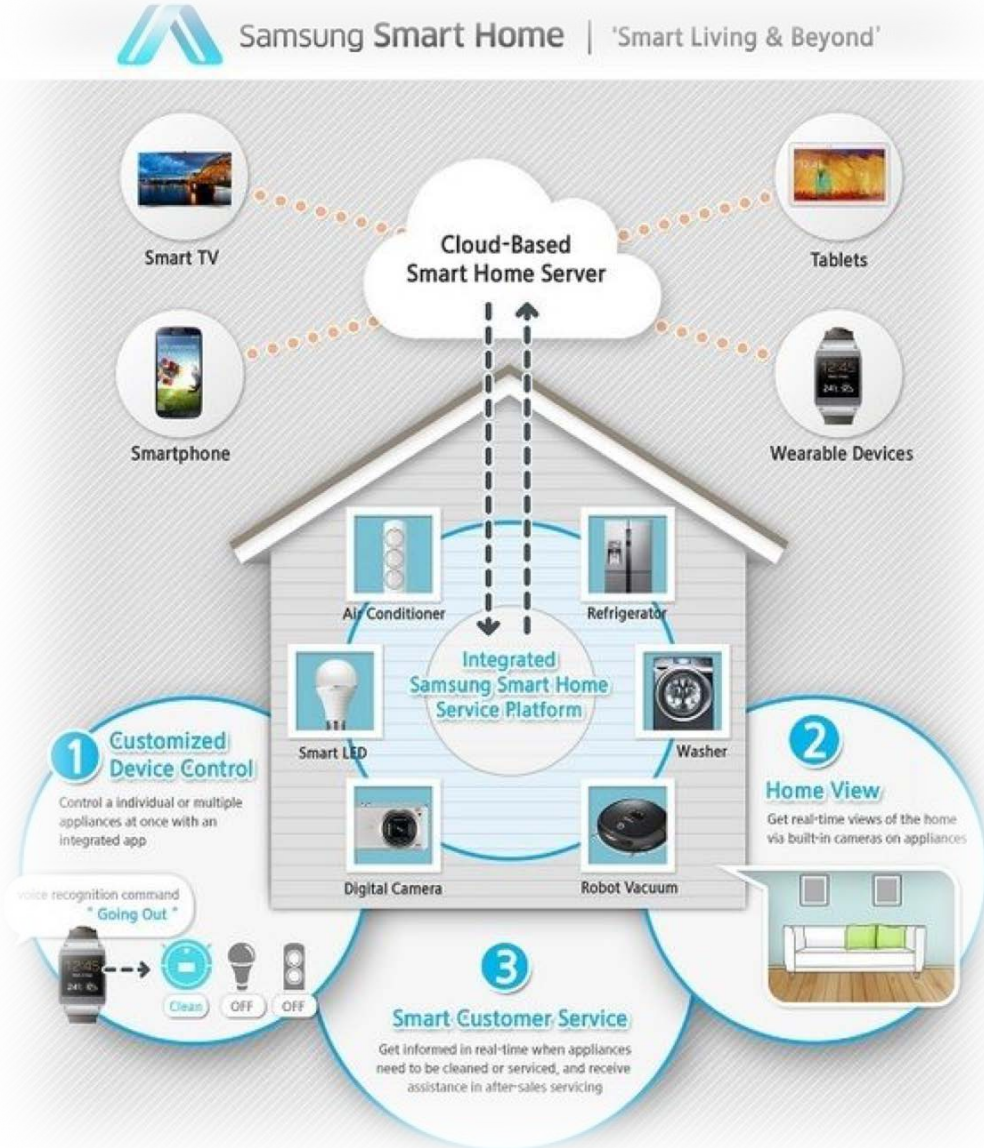 Samsung Smart Home | 'Smart Living & Beyond'
Smart TV
Cloud-Based
Smart Home Server
Tablets
Smartphone
Wearable Devices
Air Conditioner
Refrigerator
Integrated
Samsung Smart Home
Service Platform
Smart LED
Washer
Digital Camera
Robot Vacuum
1 Customized
Device Control
Control a individual or multiple
appliances at once with an
integrated app
voice recognition command
" Going Out "
12:45
Clean
OFF
OFF
2
Home View
Get real-time views of the home
via built-in cameras on appliances
3
Smart Customer Service
Get informed in real-time when appliances
need to be cleaned or serviced, and receive
assistance in after-sales servicing